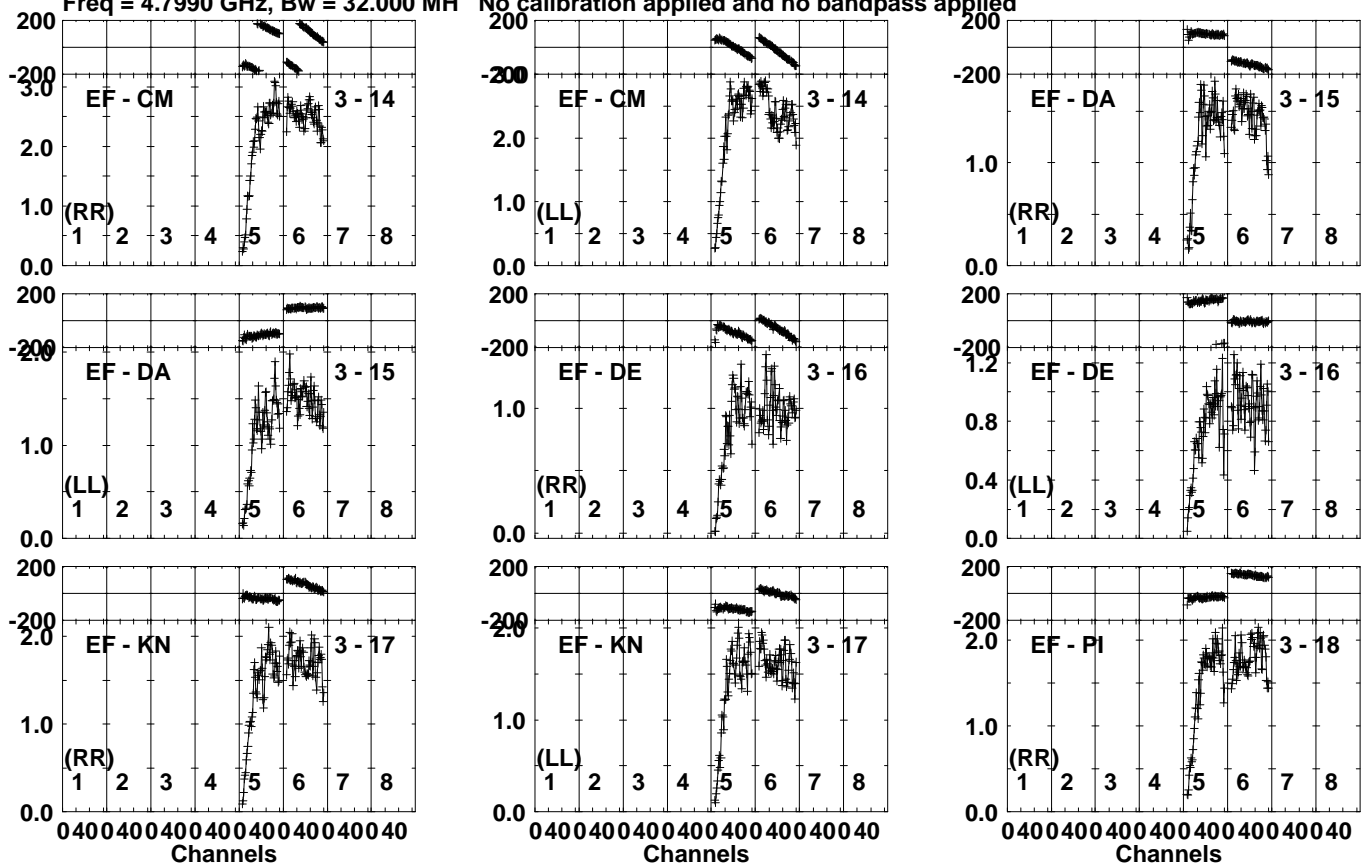 Freq = 4.7990 GHz, Bw = 32.000 MH No calibration applied and no bandpass applied
200 200 200
-200 -200 -200
3.0 EF - CM 3 - 14 3.0 EF - CM 3 - 14 EF - DA 3 - 15
2.0 2.0 1.0
1.0 1.0
(RR) (LL) (RR)
1 2 3 4 5 6 7 8 1 2 3 4 5 6 7 8 1 2 3 4 5 6 7 8
0.0 0.0 0.0
200 200 200
-200 -200 -200
2.0 EF - DA 3 - 15 EF - DE 3 - 16 1.2 EF - DE 3 - 16
1.0 1.0 0.8
0.4
(LL) (RR) (LL)
1 2 3 4 5 6 7 8 1 2 3 4 5 6 7 8 1 2 3 4 5 6 7 8
0.0 0.0 0.0
200 200 200
-200 -200 -200
2.0 EF - KN 3 - 17 2.0 EF - KN 3 - 17 2.0 EF - PI 3 - 18
1.0 1.0 1.0
(RR) (LL) (RR)
1 2 3 4 5 6 7 8 1 2 3 4 5 6 7 8 1 2 3 4 5 6 7 8
0.0 0.0 0.0
0 40 0 40 0 40 0 40 0 40 0 40 0 40 0 40 0 40 0 40 0 40 0 40 0 40 0 40 0 40 0 40 0 40 0 40 0 40 0 40 0 40 0 40 0 40 0 40
Channels Channels Channels